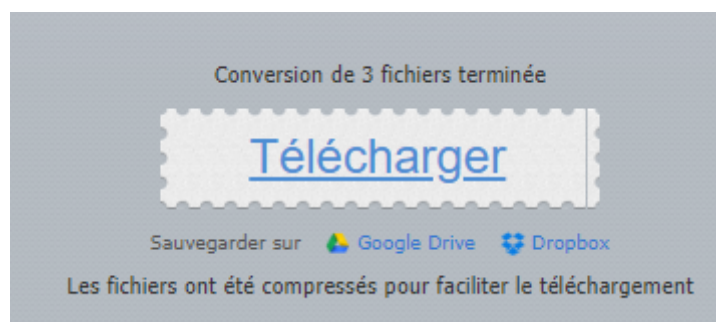 Conversion de 3 fichiers terminée
Télécharger
Sauvegarder sur Google Drive Dropbox
Les fichiers ont été compressés pour faciliter le téléchargement